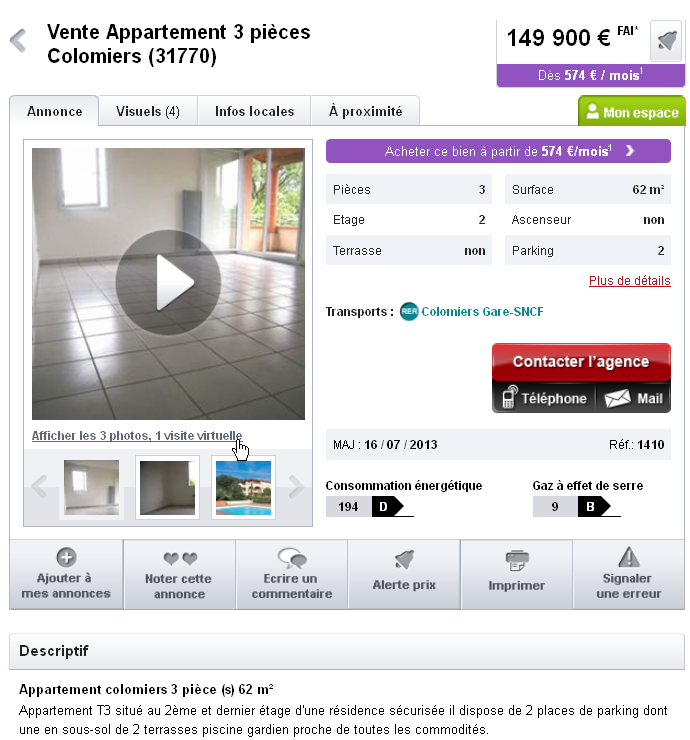 Vente Appartement 3 pièces
Colomiers (31770)
149 900 € FAI*
Dès 574 € / mois¹
Annonce
Visuels (4)
Infos locales
À proximité
Mon espace
Acheter ce bien à partir de 574 €/mois¹
Pièces 3
Surface 62 m²
Etage 2
Ascenseur non
Terrasse non
Parking 2
Plus de détails
Transports : RER Colomiers Gare-SNCF
Contacter l'agence
Téléphone
Mail
Afficher les 3 photos, 1 visite virtuelle
MAJ : 16 / 07 / 2013
Réf.: 1410
Consommation énergétique
194 D
Gaz à effet de serre
9 B
Ajouter à
mes annonces
Noter cette
annonce
Ecrire un
commentaire
Alerte prix
Imprimer
Signaler
une erreur
Descriptif
Appartement colomiers 3 pièce (s) 62 m²
Appartement T3 situé au 2ème et dernier étage d'une résidence sécurisée il dispose de 2 places de parking dont
une en sous-sol de 2 terrasses piscine gardien proche de toutes les commodités.